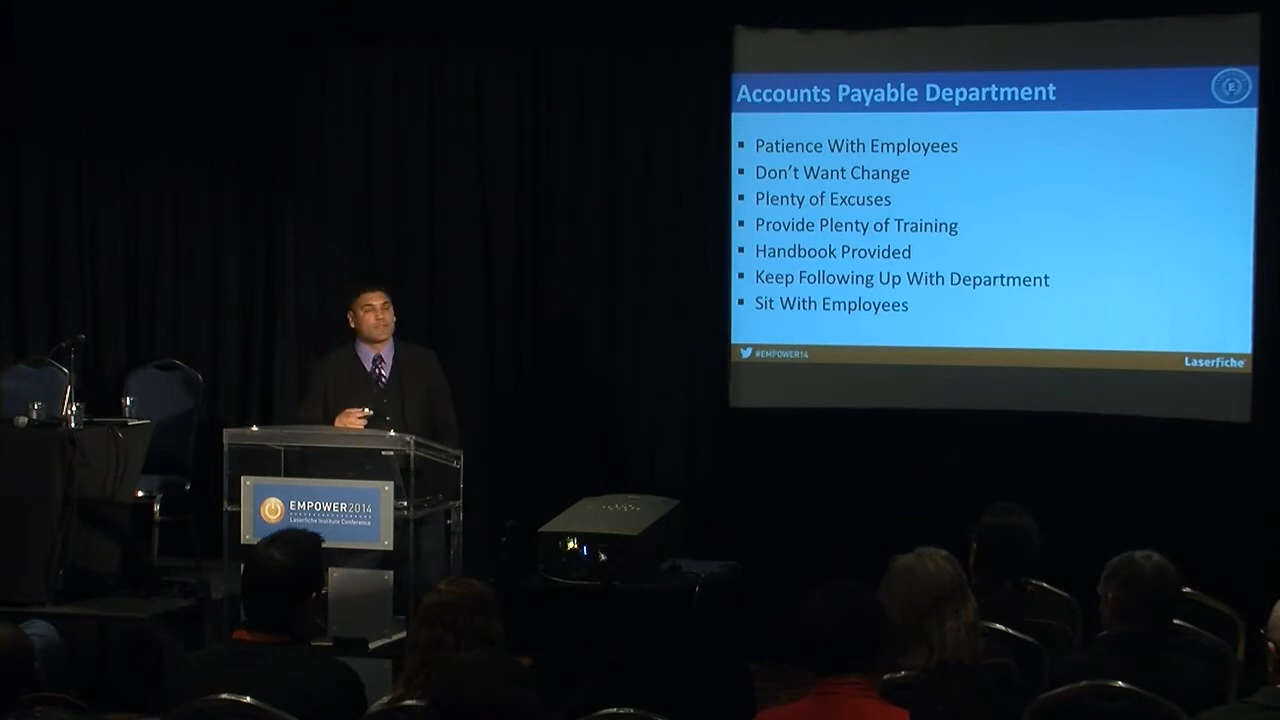 Accounts Payable Department
E
▪ Patience With Employees
▪ Don't Want Change
▪ Plenty of Excuses
▪ Provide Plenty of Training
▪ Handbook Provided
▪ Keep Following Up With Department
▪ Sit With Employees
#EMPOWER14
Laserfiche
EMPOWER2014
Laserfiche Institute Conference